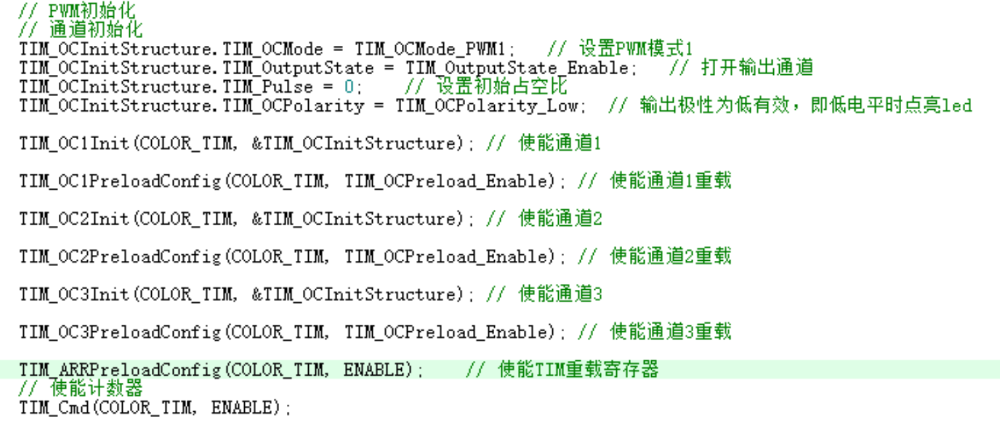 // PWM初始化
// 通道初始化
TIM_OCInitStructure.TIM_OCMode = TIM_OCMode_PWM1;   // 设置PWM模式1
TIM_OCInitStructure.TIM_OutputState = TIM_OutputState_Enable;   // 打开输出通道
TIM_OCInitStructure.TIM_Pulse = 0;    // 设置初始占空比
TIM_OCInitStructure.TIM_OCPolarity = TIM_OCPolarity_Low;  // 输出极性为低有效，即低电平时点亮led
TIM_OC1Init(COLOR_TIM, &TIM_OCInitStructure); // 使能通道1
TIM_OC1PreloadConfig(COLOR_TIM, TIM_OCPreload_Enable); // 使能通道1重载
TIM_OC2Init(COLOR_TIM, &TIM_OCInitStructure); // 使能通道2
TIM_OC2PreloadConfig(COLOR_TIM, TIM_OCPreload_Enable); // 使能通道2重载
TIM_OC3Init(COLOR_TIM, &TIM_OCInitStructure); // 使能通道3
TIM_OC3PreloadConfig(COLOR_TIM, TIM_OCPreload_Enable); // 使能通道3重载
TIM_ARRPreloadConfig(COLOR_TIM, ENABLE);    // 使能TIM重载寄存器
// 使能计数器
TIM_Cmd(COLOR_TIM, ENABLE);